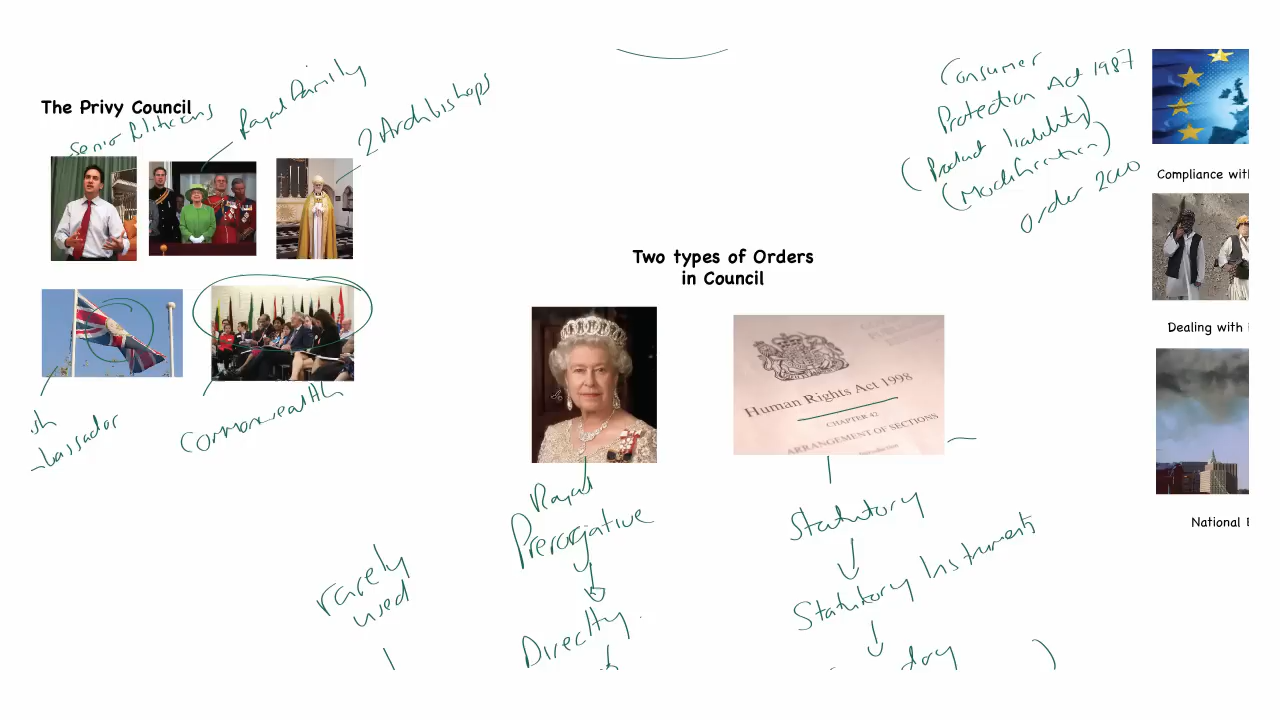 The Privy Council
Senior Politicians
Royal Family
2 Archbishops
Commonwealth
Two types of Orders
in Council
Human Rights Act 1998
CHAPTER 42
ARRANGEMENT OF SECTIONS
Royal
Prerogative
Directly
rarely
used
Statutory
Statutory Instruments
Consumer
Protection Act 1987
(Product liability)
(Modification)
Order 2000
Compliance with
Dealing with
National